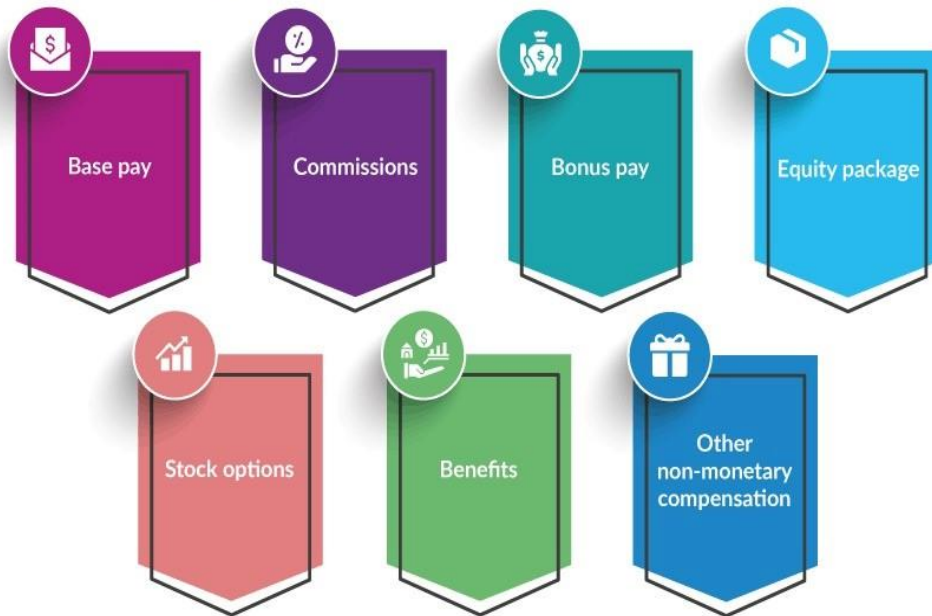 Base pay
Commissions
Bonus pay
Equity package
Stock options
Benefits
Other
non-monetary
compensation